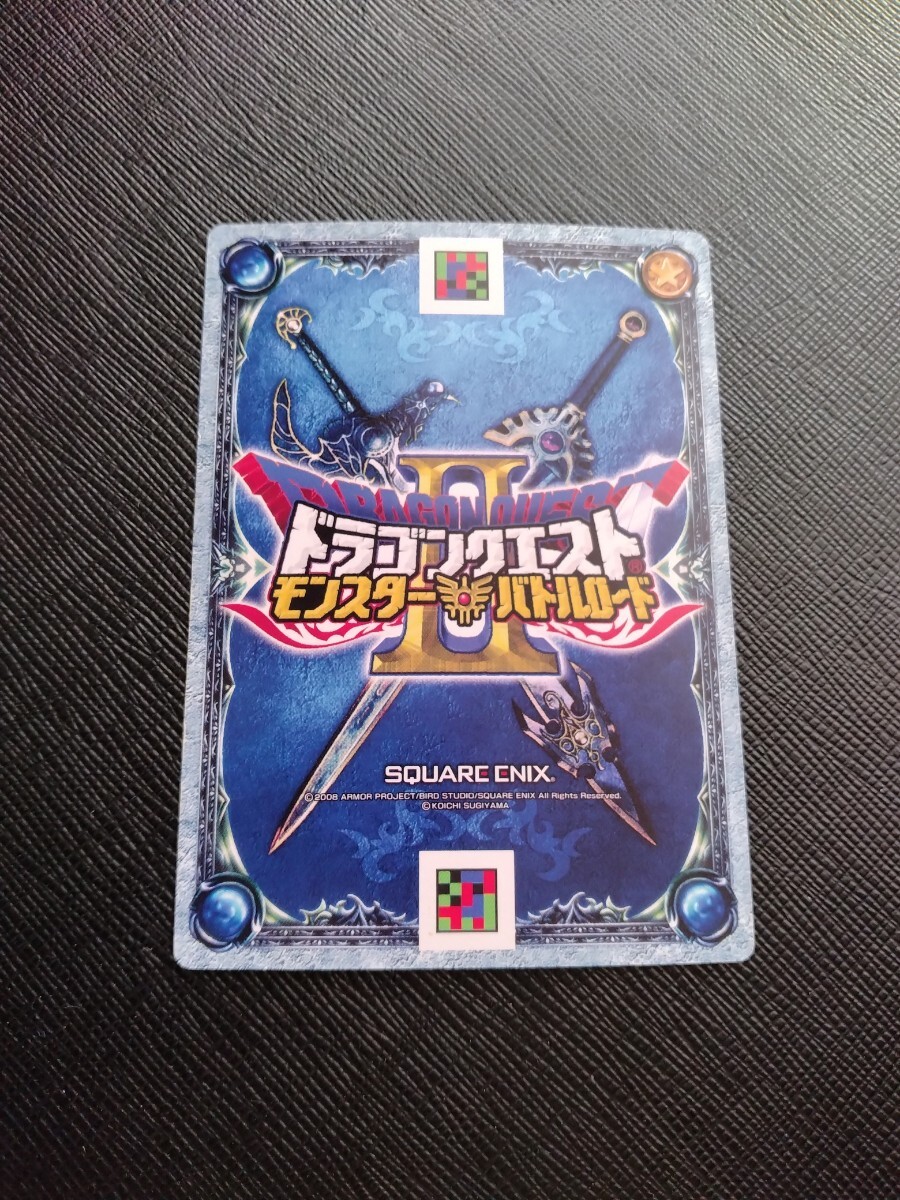 DRAGON QUEST
II
ドラゴンクエスト®
モンスターバトルロード
SQUARE ENIX®
©2008 ARMOR PROJECT/BIRD STUDIO/SQUARE ENIX All Rights Reserved.
©KOICHI SUGIYAMA